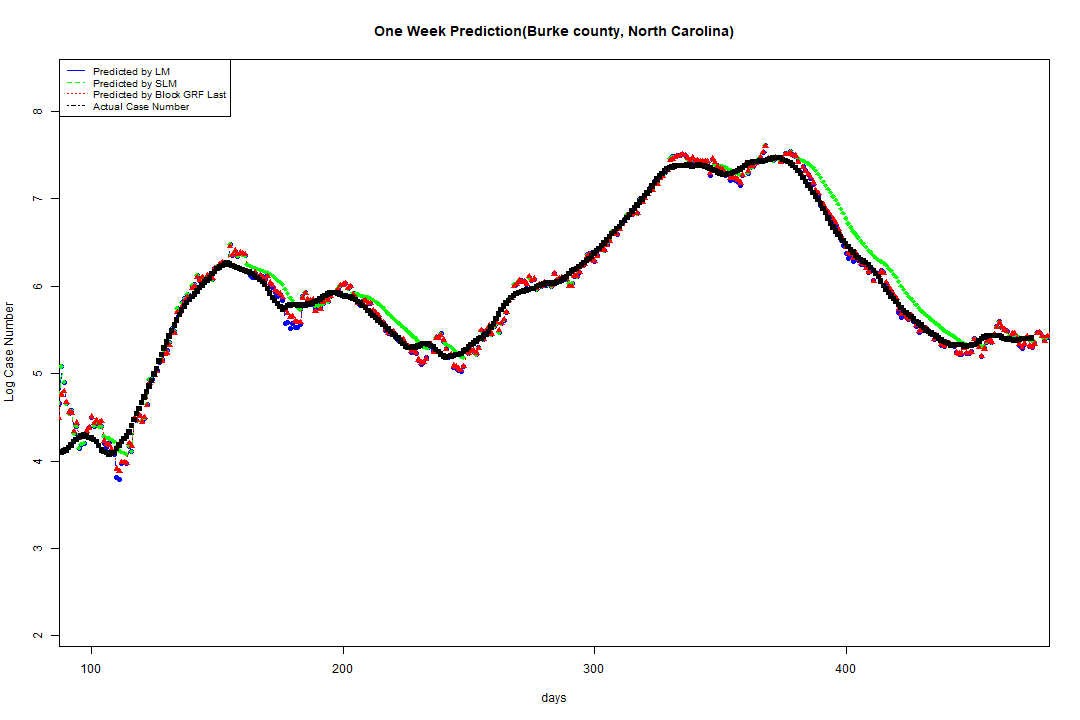 One Week Prediction(Burke county, North Carolina)
Predicted by LM
Predicted by SLM
Predicted by Block GRF Last
Actual Case Number
8
7
6
5
4
3
2
Log Case Number
100 200 300 400
days